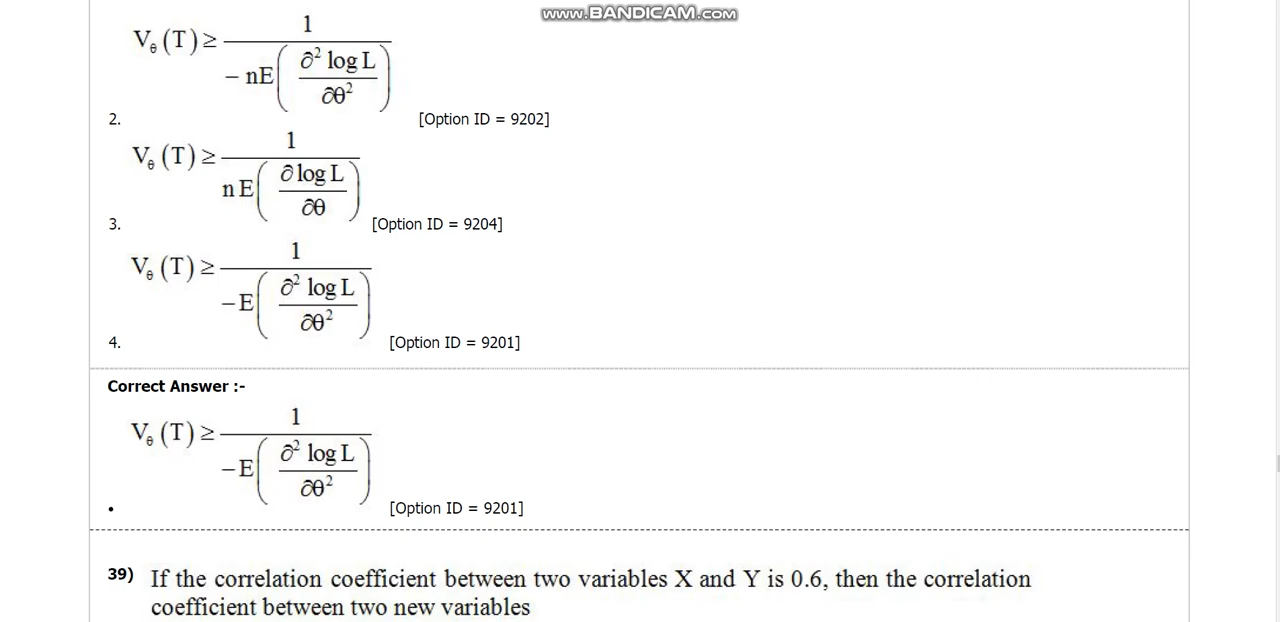 www.BANDICAM.com
V_θ (T) ≥ 1 / − nE( ∂² log L / ∂θ² )
2. [Option ID = 9202]
V_θ (T) ≥ 1 / n E( ∂ log L / ∂θ )
3. [Option ID = 9204]
V_θ (T) ≥ 1 / − E( ∂² log L / ∂θ² )
4. [Option ID = 9201]
Correct Answer :-
V_θ (T) ≥ 1 / − E( ∂² log L / ∂θ² )
• [Option ID = 9201]
39) If the correlation coefficient between two variables X and Y is 0.6, then the correlation
coefficient between two new variables